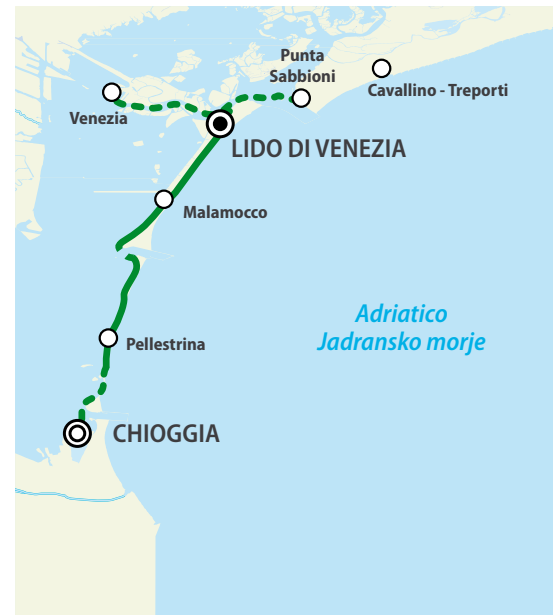 Punta
Sabbioni
Cavallino - Treporti
Venezia
LIDO DI VENEZIA
Malamocco
Adriatico
Jadransko morje
Pellestrina
CHIOGGIA